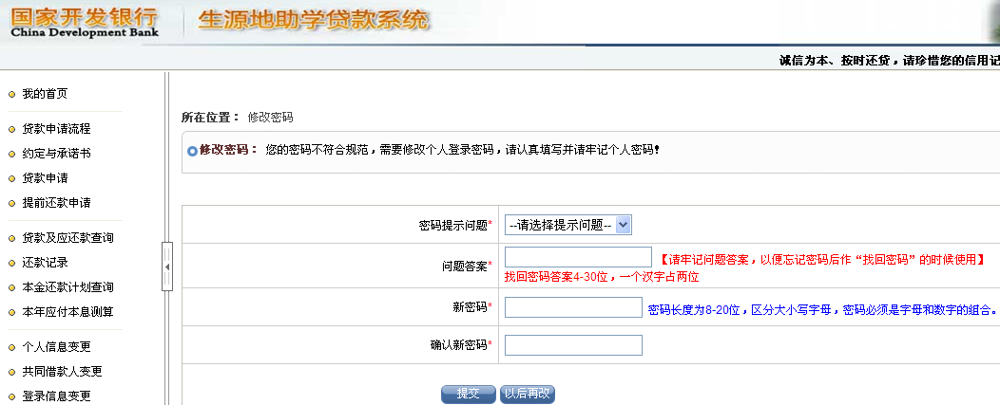 国家开发银行 生源地助学贷款系统
China Development Bank
诚信为本、按时还贷，请珍惜您的信用记
我的首页
贷款申请流程
约定与承诺书
贷款申请
提前还款申请
贷款及应还款查询
还款记录
本金还款计划查询
本年应付本息测算
个人信息变更
共同借款人变更
登录信息变更
所在位置： 修改密码
修改密码： 您的密码不符合规范，需要修改个人登录密码，请认真填写并请牢记个人密码！
密码提示问题* --请选择提示问题--
问题答案* 【请牢记问题答案，以便忘记密码后作“找回密码”的时候使用】
找回密码答案4-30位，一个汉字占两位
新密码* 密码长度为8-20位，区分大小写字母，密码必须是字母和数字的组合。
确认新密码*
提交 以后再改